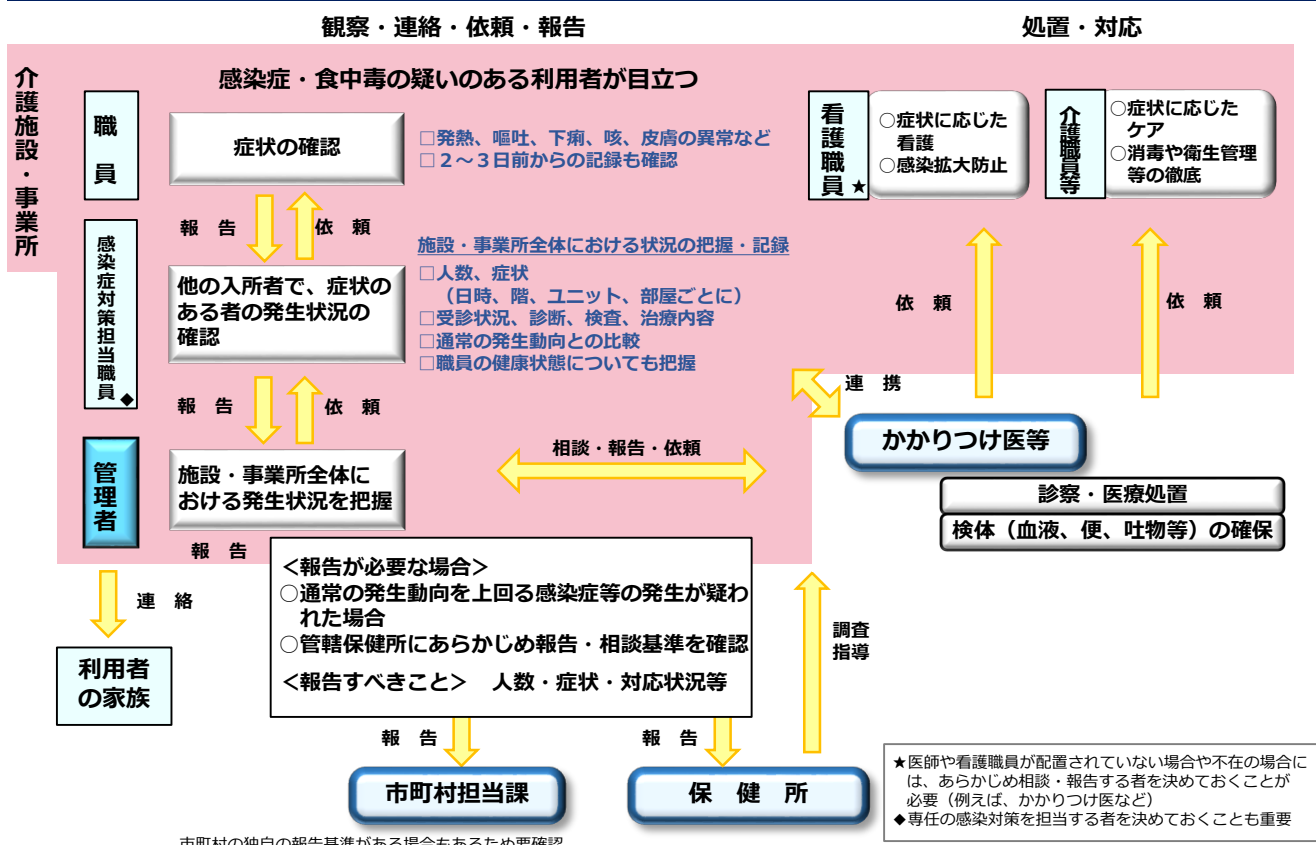 観察・連絡・依頼・報告
処置・対応
介護施設・事業所
感染症・食中毒の疑いのある利用者が目立つ
職員
症状の確認
□発熱、嘔吐、下痢、咳、皮膚の異常など
□２～３日前からの記録も確認
看護職員★
○症状に応じた
看護
○感染拡大防止
介護職員等
○症状に応じた
ケア
○消毒や衛生管理
等の徹底
報 告
依 頼
感染症対策担当職員◆
他の入所者で、症状の
ある者の発生状況の
確認
施設・事業所全体における状況の把握・記録
□人数、症状
（日時、階、ユニット、部屋ごとに）
□受診状況、診断、検査、治療内容
□通常の発生動向との比較
□職員の健康状態についても把握
依 頼
依 頼
報 告
依 頼
連 携
管理者
施設・事業所全体に
おける発生状況を把握
相談・報告・依頼
かかりつけ医等
診察・医療処置
検体（血液、便、吐物等）の確保
報 告
＜報告が必要な場合＞
○通常の発生動向を上回る感染症等の発生が疑わ
れた場合
○管轄保健所にあらかじめ報告・相談基準を確認
＜報告すべきこと＞ 人数・症状・対応状況等
連 絡
利用者
の家族
調査
指導
報 告
報 告
市町村担当課
保 健 所
★医師や看護職員が配置されていない場合や不在の場合に
は、あらかじめ相談・報告する者を決めておくことが
必要（例えば、かかりつけ医など）
◆専任の感染対策を担当する者を決めておくことも重要
市町村の独自の報告基準がある場合もあるため要確認